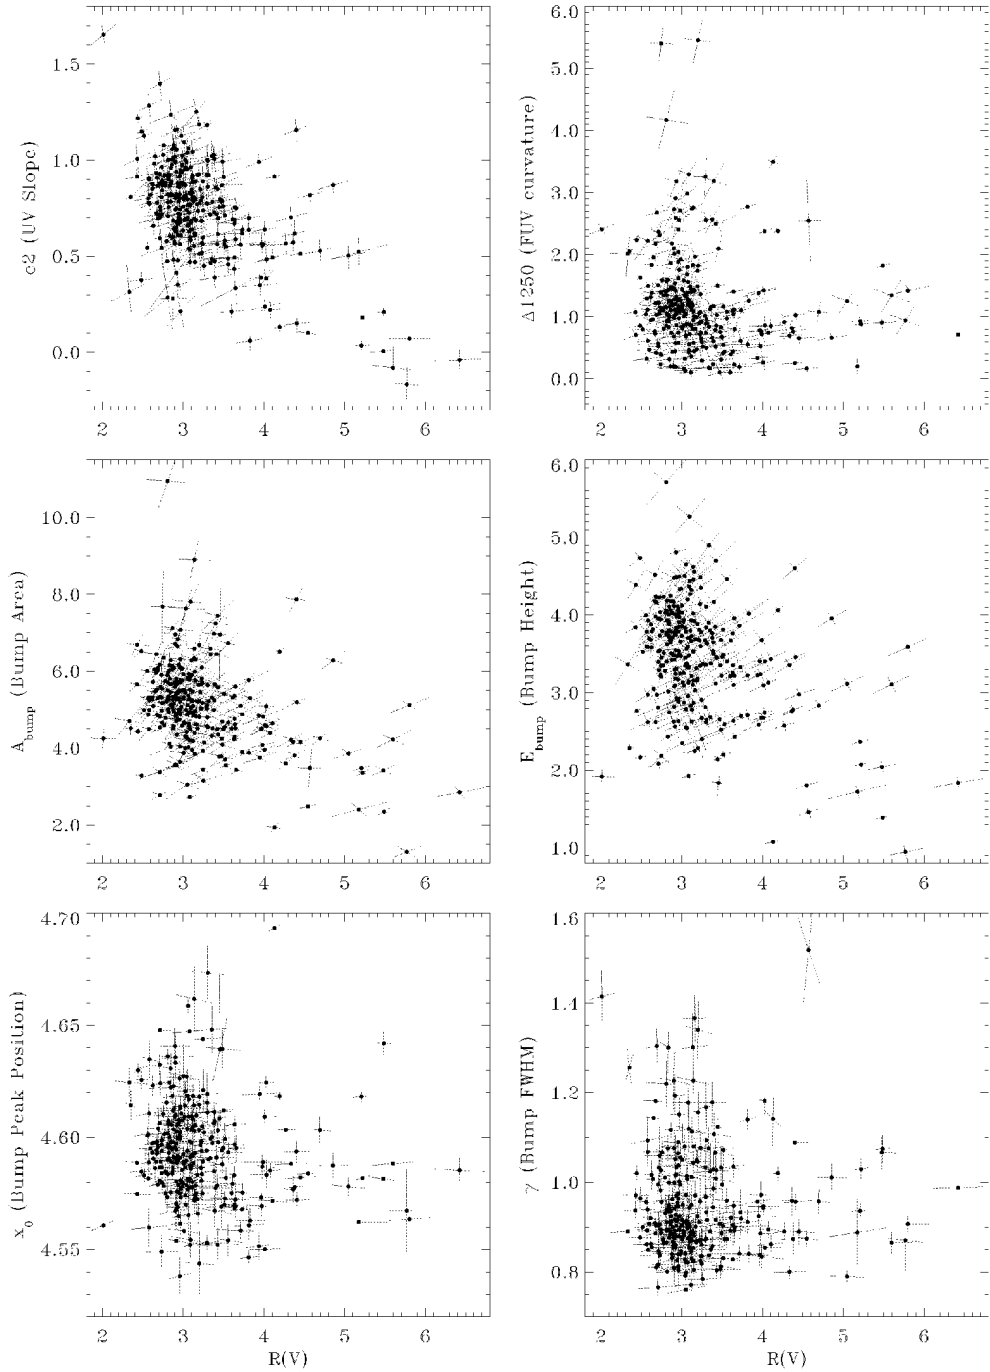 1.5
1.0
0.5
0.0
c2 (UV Slope)
2 3 4 5 6
6.0
5.0
4.0
3.0
2.0
1.0
0.0
Δ1250 (FUV curvature)
2 3 4 5 6
10.0
8.0
6.0
4.0
2.0
A_bump (Bump Area)
2 3 4 5 6
6.0
5.0
4.0
3.0
2.0
1.0
E_bump (Bump Height)
2 3 4 5 6
4.70
4.65
4.60
4.55
x_0 (Bump Peak Position)
2 3 4 5 6
R(V)
1.6
1.4
1.2
1.0
0.8
γ (Bump FWHM)
2 3 4 5 6
R(V)